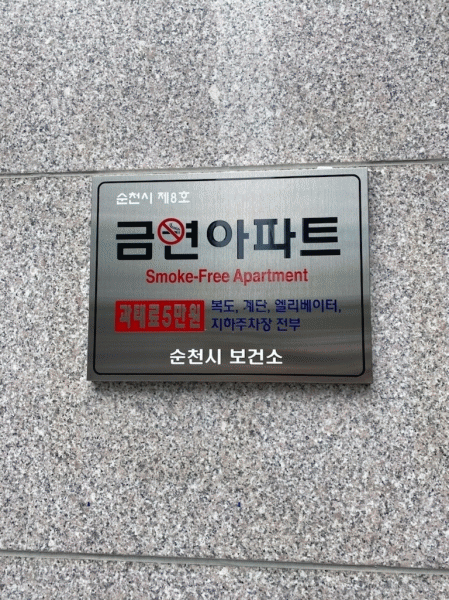 순천시 제8호
금연아파트
Smoke-Free Apartment
과태료5만원 복도, 계단, 엘리베이터,
지하주차장 전부
순천시 보건소